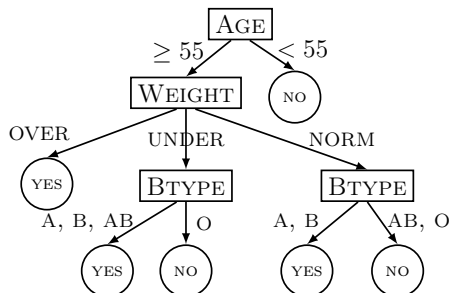 AGE
≥ 55 < 55
WEIGHT NO
OVER UNDER NORM
YES BTYPE BTYPE
A, B, AB O A, B AB, O
YES NO YES NO